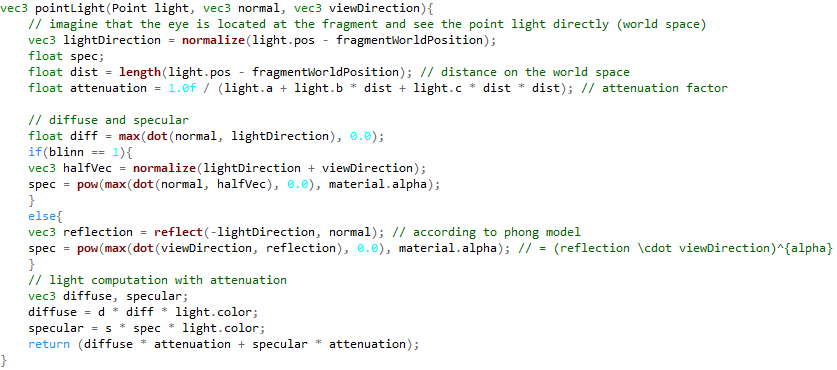 vec3 pointLight(Point light, vec3 normal, vec3 viewDirection){
// imagine that the eye is located at the fragment and see the point light directly (world space)
vec3 lightDirection = normalize(light.pos - fragmentWorldPosition);
float spec;
float dist = length(light.pos - fragmentWorldPosition); // distance on the world space
float attenuation = 1.0f / (light.a + light.b * dist + light.c * dist * dist); // attenuation factor
// diffuse and specular
float diff = max(dot(normal, lightDirection), 0.0);
if(blinn == 1){
vec3 halfVec = normalize(lightDirection + viewDirection);
spec = pow(max(dot(normal, halfVec), 0.0), material.alpha);
}
else{
vec3 reflection = reflect(-lightDirection, normal); // according to phong model
spec = pow(max(dot(viewDirection, reflection), 0.0), material.alpha); // = (reflection \cdot viewDirection)^{alpha}
}
// light computation with attenuation
vec3 diffuse, specular;
diffuse = d * diff * light.color;
specular = s * spec * light.color;
return (diffuse * attenuation + specular * attenuation);
}